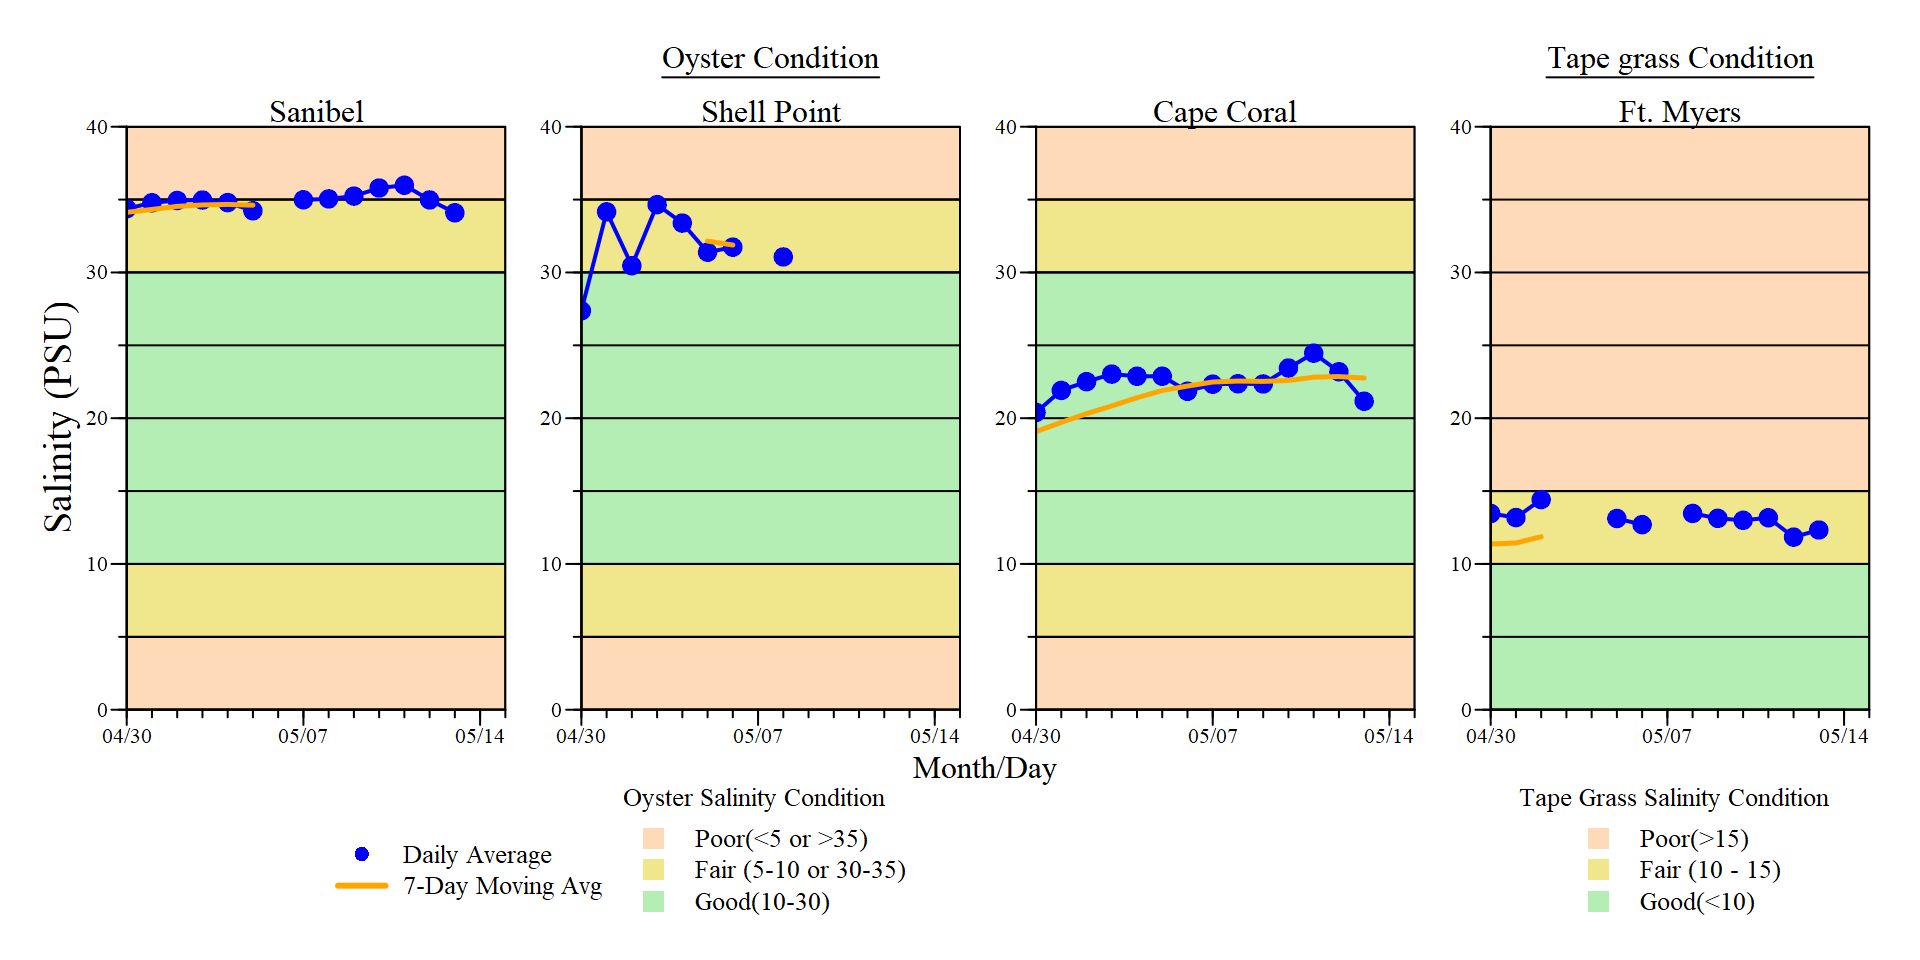 Oyster Condition
Tape grass Condition
Sanibel
Shell Point
Cape Coral
Ft. Myers
Salinity (PSU)
40
30
20
10
0
04/30
05/07
05/14
40
30
20
10
0
04/30
05/07
05/14
40
30
20
10
0
04/30
05/07
05/14
40
30
20
10
0
04/30
05/07
05/14
Month/Day
Daily Average
7-Day Moving Avg
Oyster Salinity Condition
Poor(<5 or >35)
Fair (5-10 or 30-35)
Good(10-30)
Tape Grass Salinity Condition
Poor(>15)
Fair (10 - 15)
Good(<10)